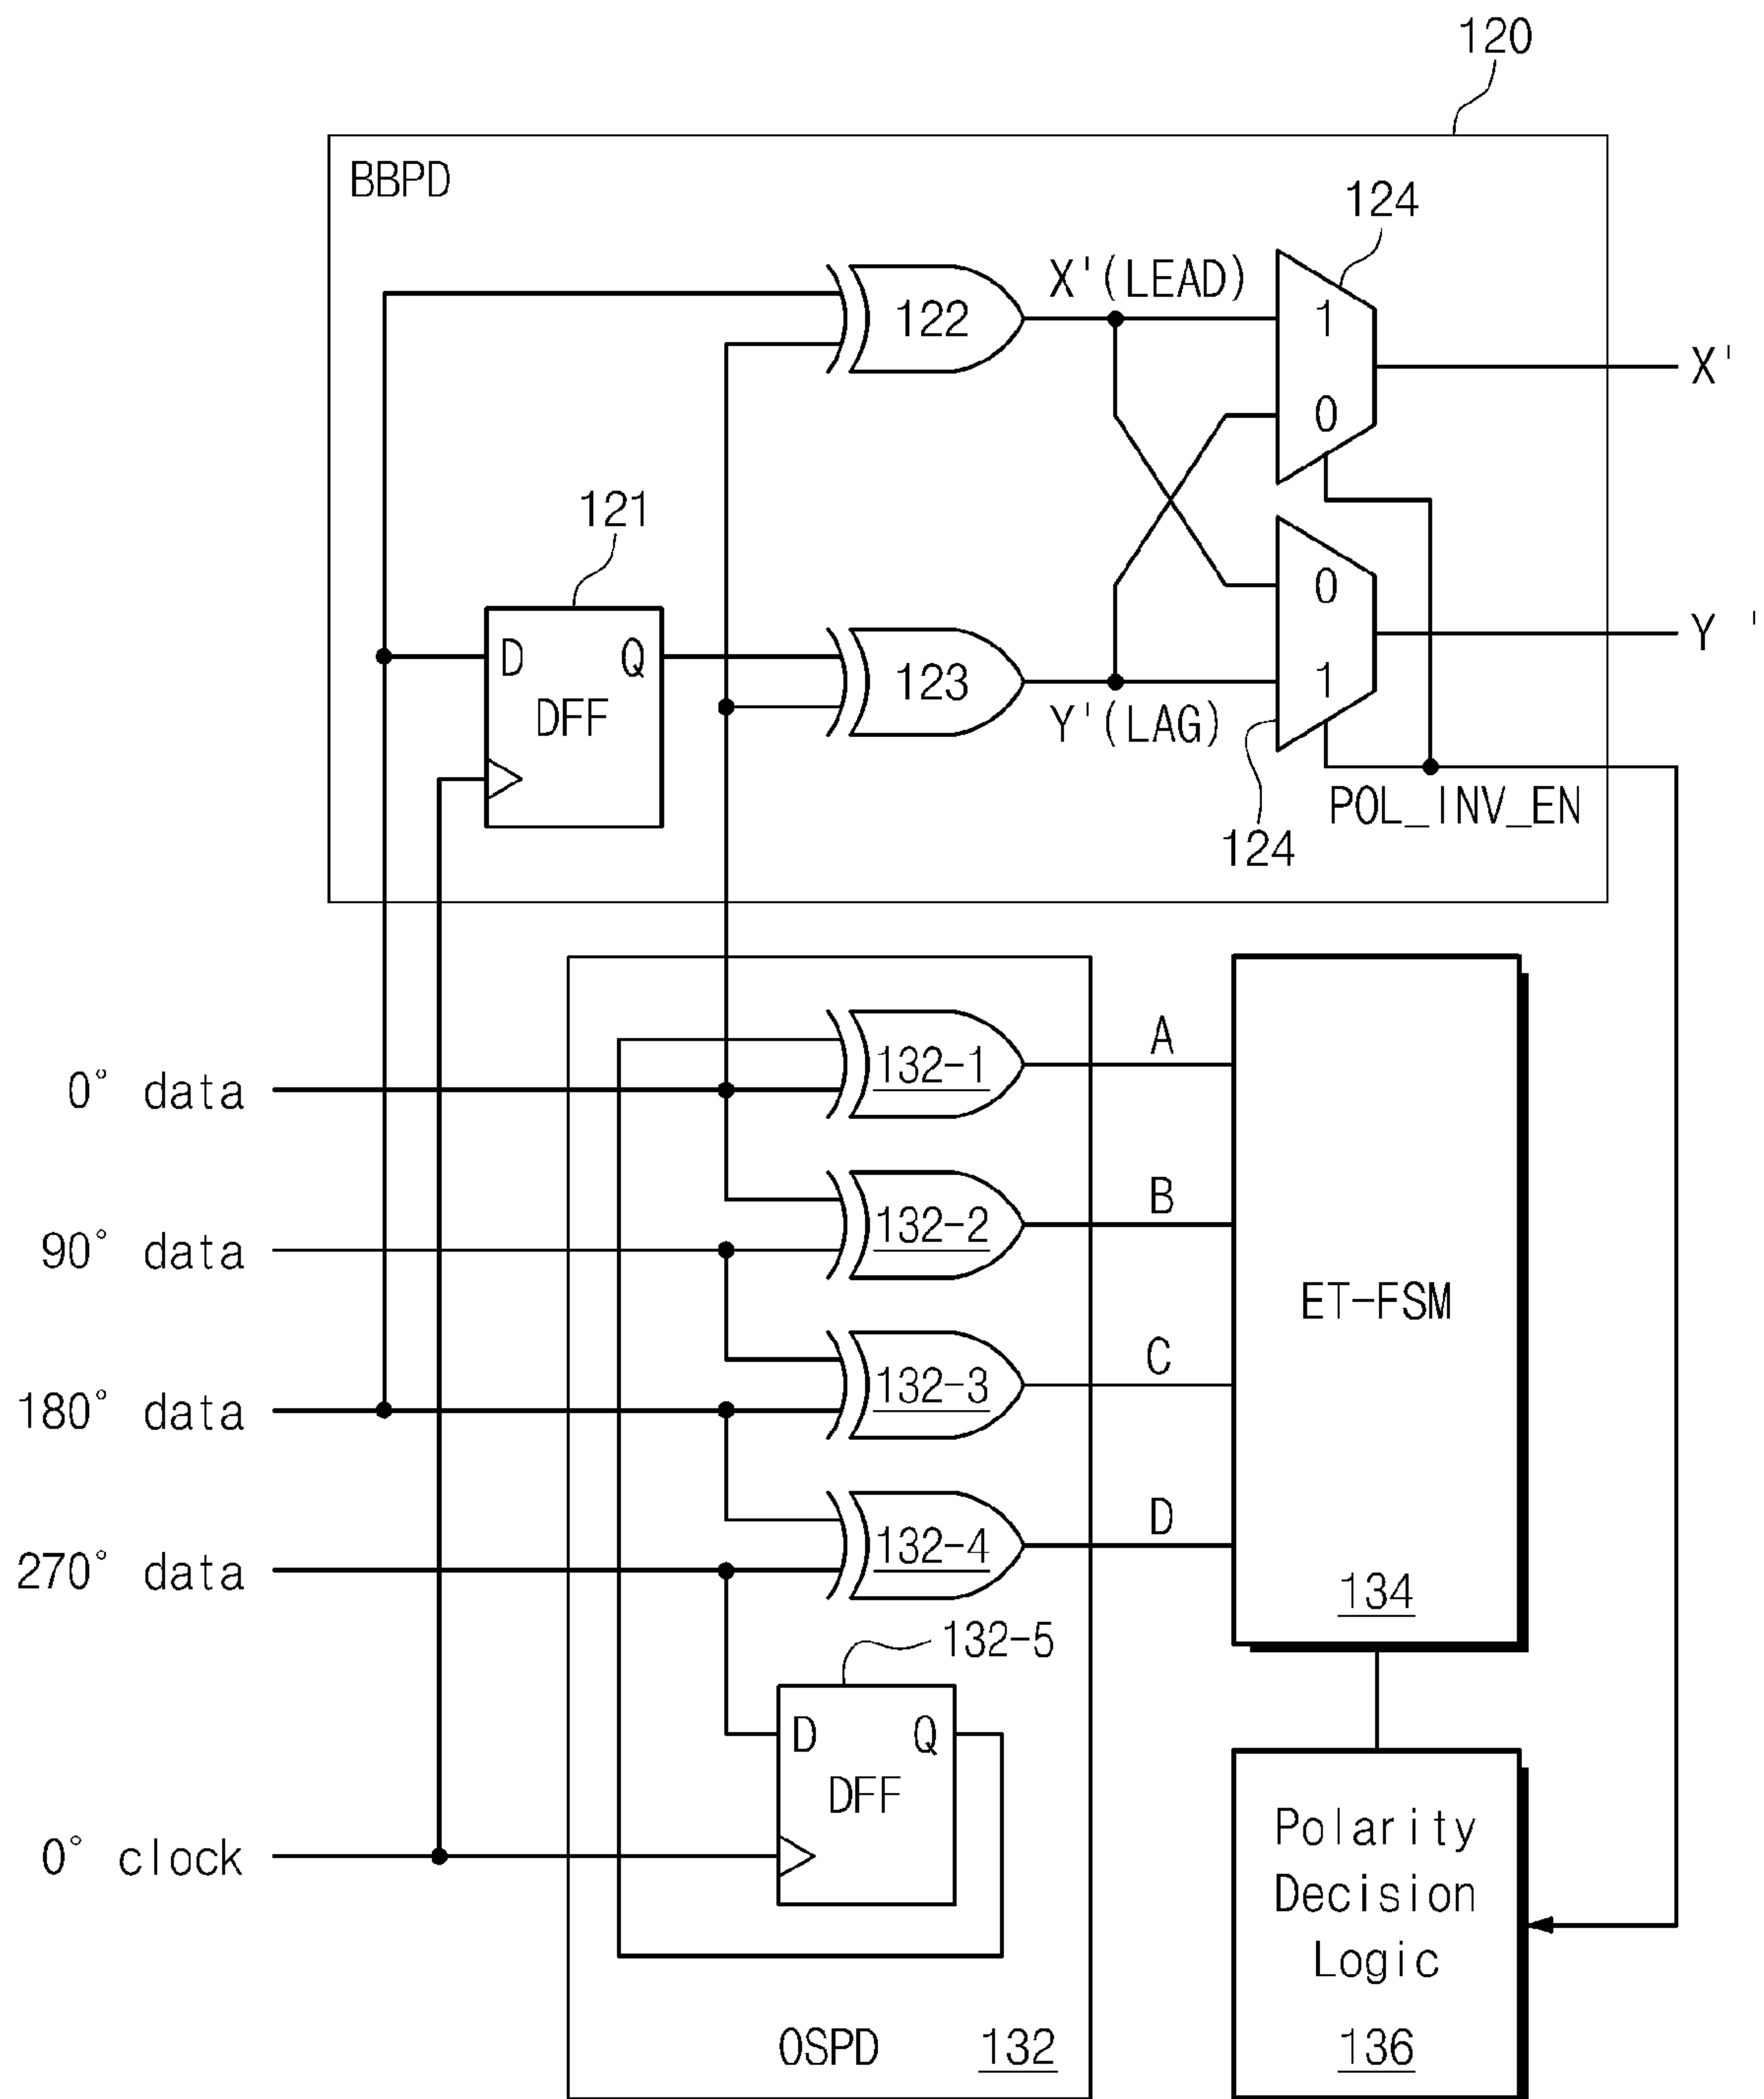 120
BBPD
124
X'(LEAD)
122
1
0
X'
121
D Q
DFF
123
Y'(LAG)
0
1
Y '
124
POL_INV_EN
0° data
132-1
A
90° data
132-2
B
180° data
132-3
C
270° data
132-4
D
ET-FSM
134
132-5
D Q
DFF
0° clock
OSPD 132
Polarity
Decision
Logic
136